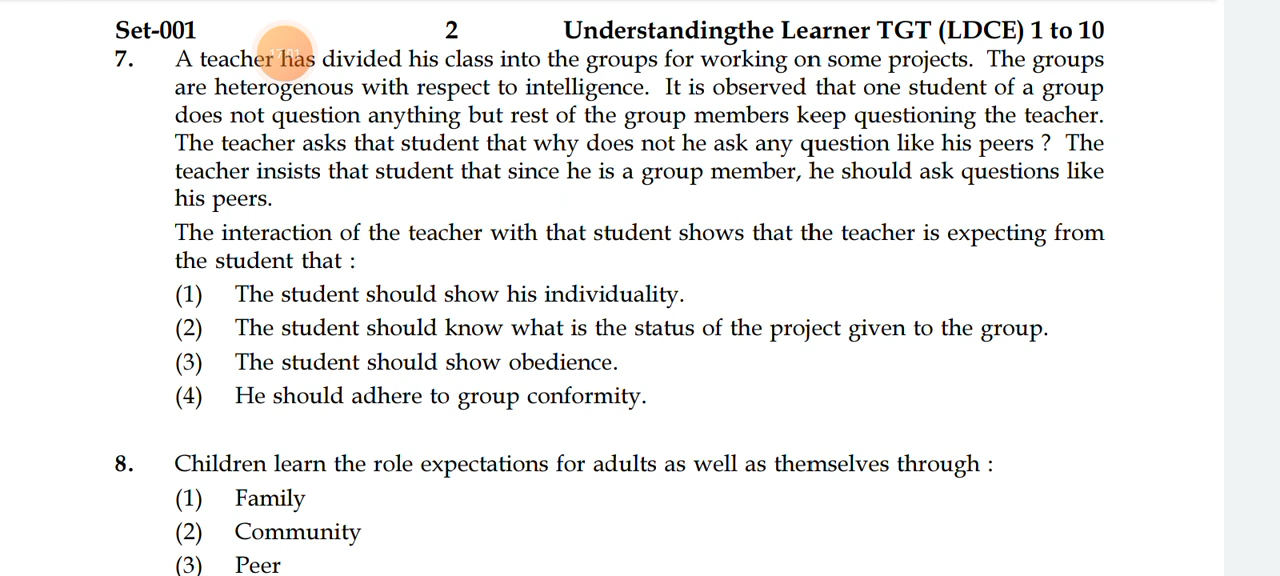 Set-001 2 Understandingthe Learner TGT (LDCE) 1 to 10
7. A teacher has divided his class into the groups for working on some projects. The groups
are heterogenous with respect to intelligence. It is observed that one student of a group
does not question anything but rest of the group members keep questioning the teacher.
The teacher asks that student that why does not he ask any question like his peers ? The
teacher insists that student that since he is a group member, he should ask questions like
his peers.
The interaction of the teacher with that student shows that the teacher is expecting from
the student that :
(1) The student should show his individuality.
(2) The student should know what is the status of the project given to the group.
(3) The student should show obedience.
(4) He should adhere to group conformity.
8. Children learn the role expectations for adults as well as themselves through :
(1) Family
(2) Community
(3) Peer